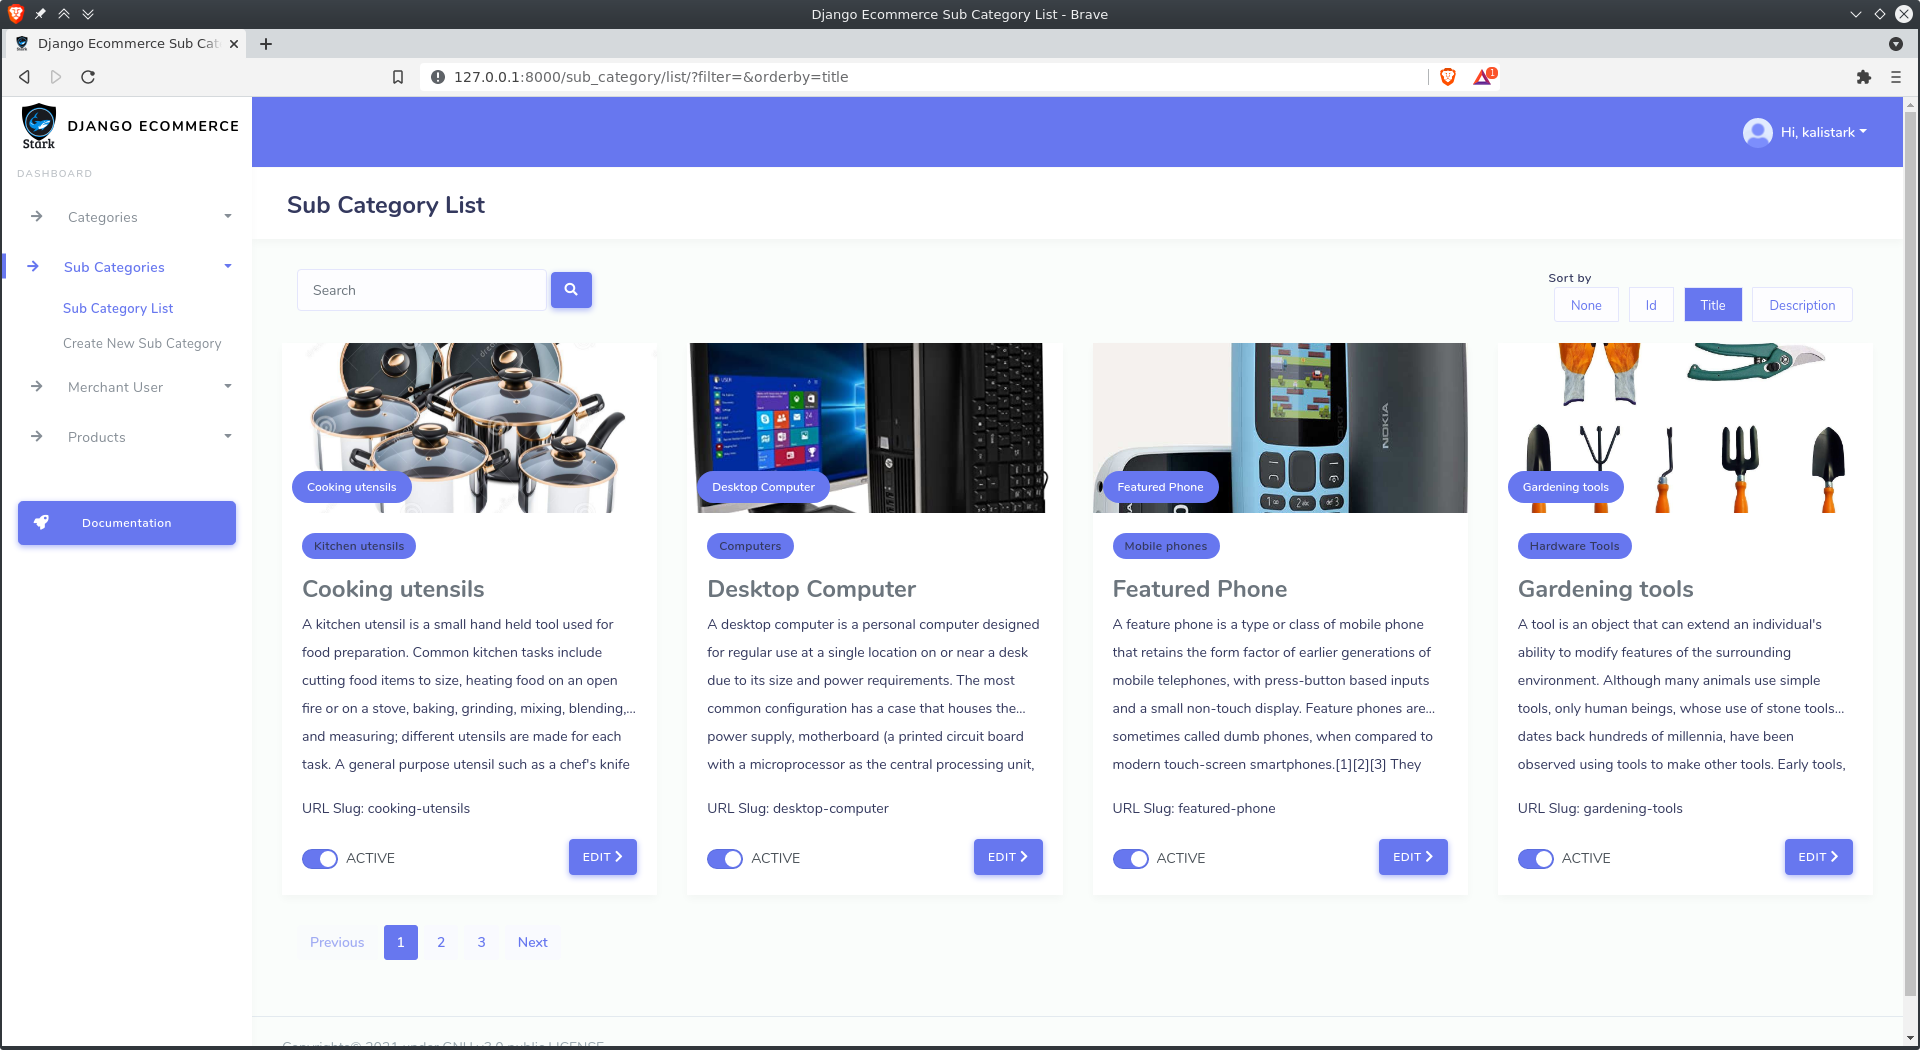 Django Ecommerce Sub Category List - Brave
Django Ecommerce Sub Cat
127.0.0.1:8000/sub_category/list/?filter=&orderby=title
1
Stark
DJANGO ECOMMERCE
Hi, kalistark
DASHBOARD
Categories
Sub Categories
Sub Category List
Create New Sub Category
Merchant User
Products
Documentation
Sub Category List
Search
Sort by
None
Id
Title
Description
Cooking utensils
Kitchen utensils
Cooking utensils
A kitchen utensil is a small hand held tool used for
food preparation. Common kitchen tasks include
cutting food items to size, heating food on an open
fire or on a stove, baking, grinding, mixing, blending,...
and measuring; different utensils are made for each
task. A general purpose utensil such as a chef's knife
URL Slug: cooking-utensils
ACTIVE
EDIT
Desktop Computer
Computers
Desktop Computer
A desktop computer is a personal computer designed
for regular use at a single location on or near a desk
due to its size and power requirements. The most
common configuration has a case that houses the...
power supply, motherboard (a printed circuit board
with a microprocessor as the central processing unit,
URL Slug: desktop-computer
ACTIVE
EDIT
NOKIA
Featured Phone
Mobile phones
Featured Phone
A feature phone is a type or class of mobile phone
that retains the form factor of earlier generations of
mobile telephones, with press-button based inputs
and a small non-touch display. Feature phones are...
sometimes called dumb phones, when compared to
modern touch-screen smartphones.[1][2][3] They
URL Slug: featured-phone
ACTIVE
EDIT
Gardening tools
Hardware Tools
Gardening tools
A tool is an object that can extend an individual's
ability to modify features of the surrounding
environment. Although many animals use simple
tools, only human beings, whose use of stone tools...
dates back hundreds of millennia, have been
observed using tools to make other tools. Early tools,
URL Slug: gardening-tools
ACTIVE
EDIT
Previous
1
2
3
Next
Copyrights© 2021 under GNU v3.0 public LICENSE